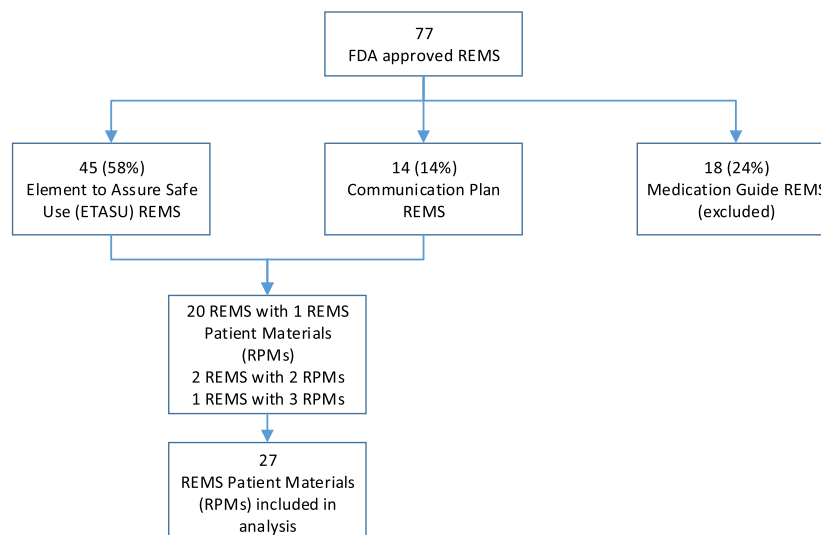 77
FDA approved REMS
45 (58%)
Element to Assure Safe
Use (ETASU) REMS
14 (14%)
Communication Plan
REMS
18 (24%)
Medication Guide REMS
(excluded)
20 REMS with 1 REMS
Patient Materials
(RPMs)
2 REMS with 2 RPMs
1 REMS with 3 RPMs
27
REMS Patient Materials
(RPMs) included in
analysis